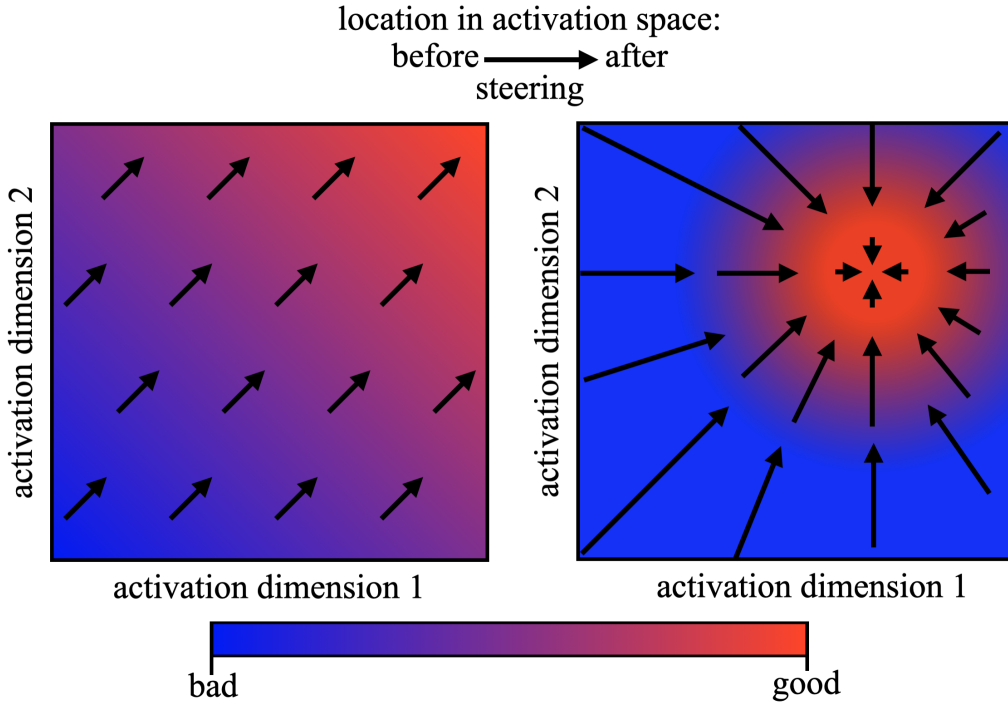 location in activation space:
before after
steering
activation dimension 2
activation dimension 2
activation dimension 1
activation dimension 1
bad
good